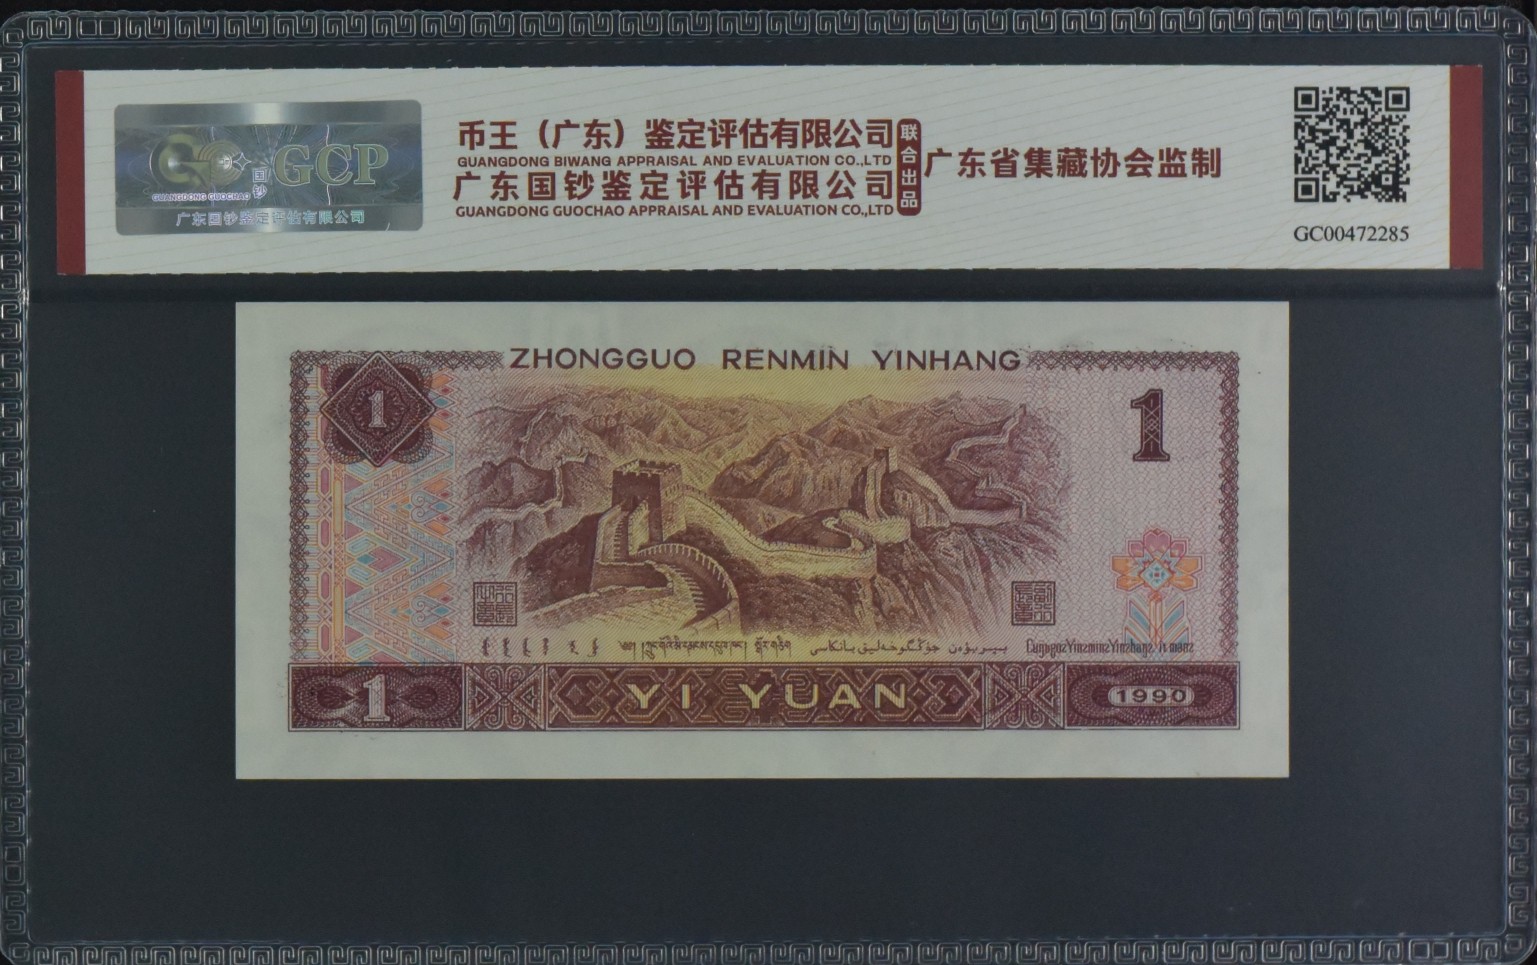 GCP
国
钞
GUANGDONG GUOCHAO
广东国钞鉴定评估有限公司
币王（广东）鉴定评估有限公司
GUANGDONG BIWANG APPRAISAL AND EVALUATION CO.,LTD
广东国钞鉴定评估有限公司
GUANGDONG GUOCHAO APPRAISAL AND EVALUATION CO.,LTD
联合出品
广东省集藏协会监制
GC00472285
ZHONGGUO RENMIN YINHANG
1
1
1
YI YUAN
1990